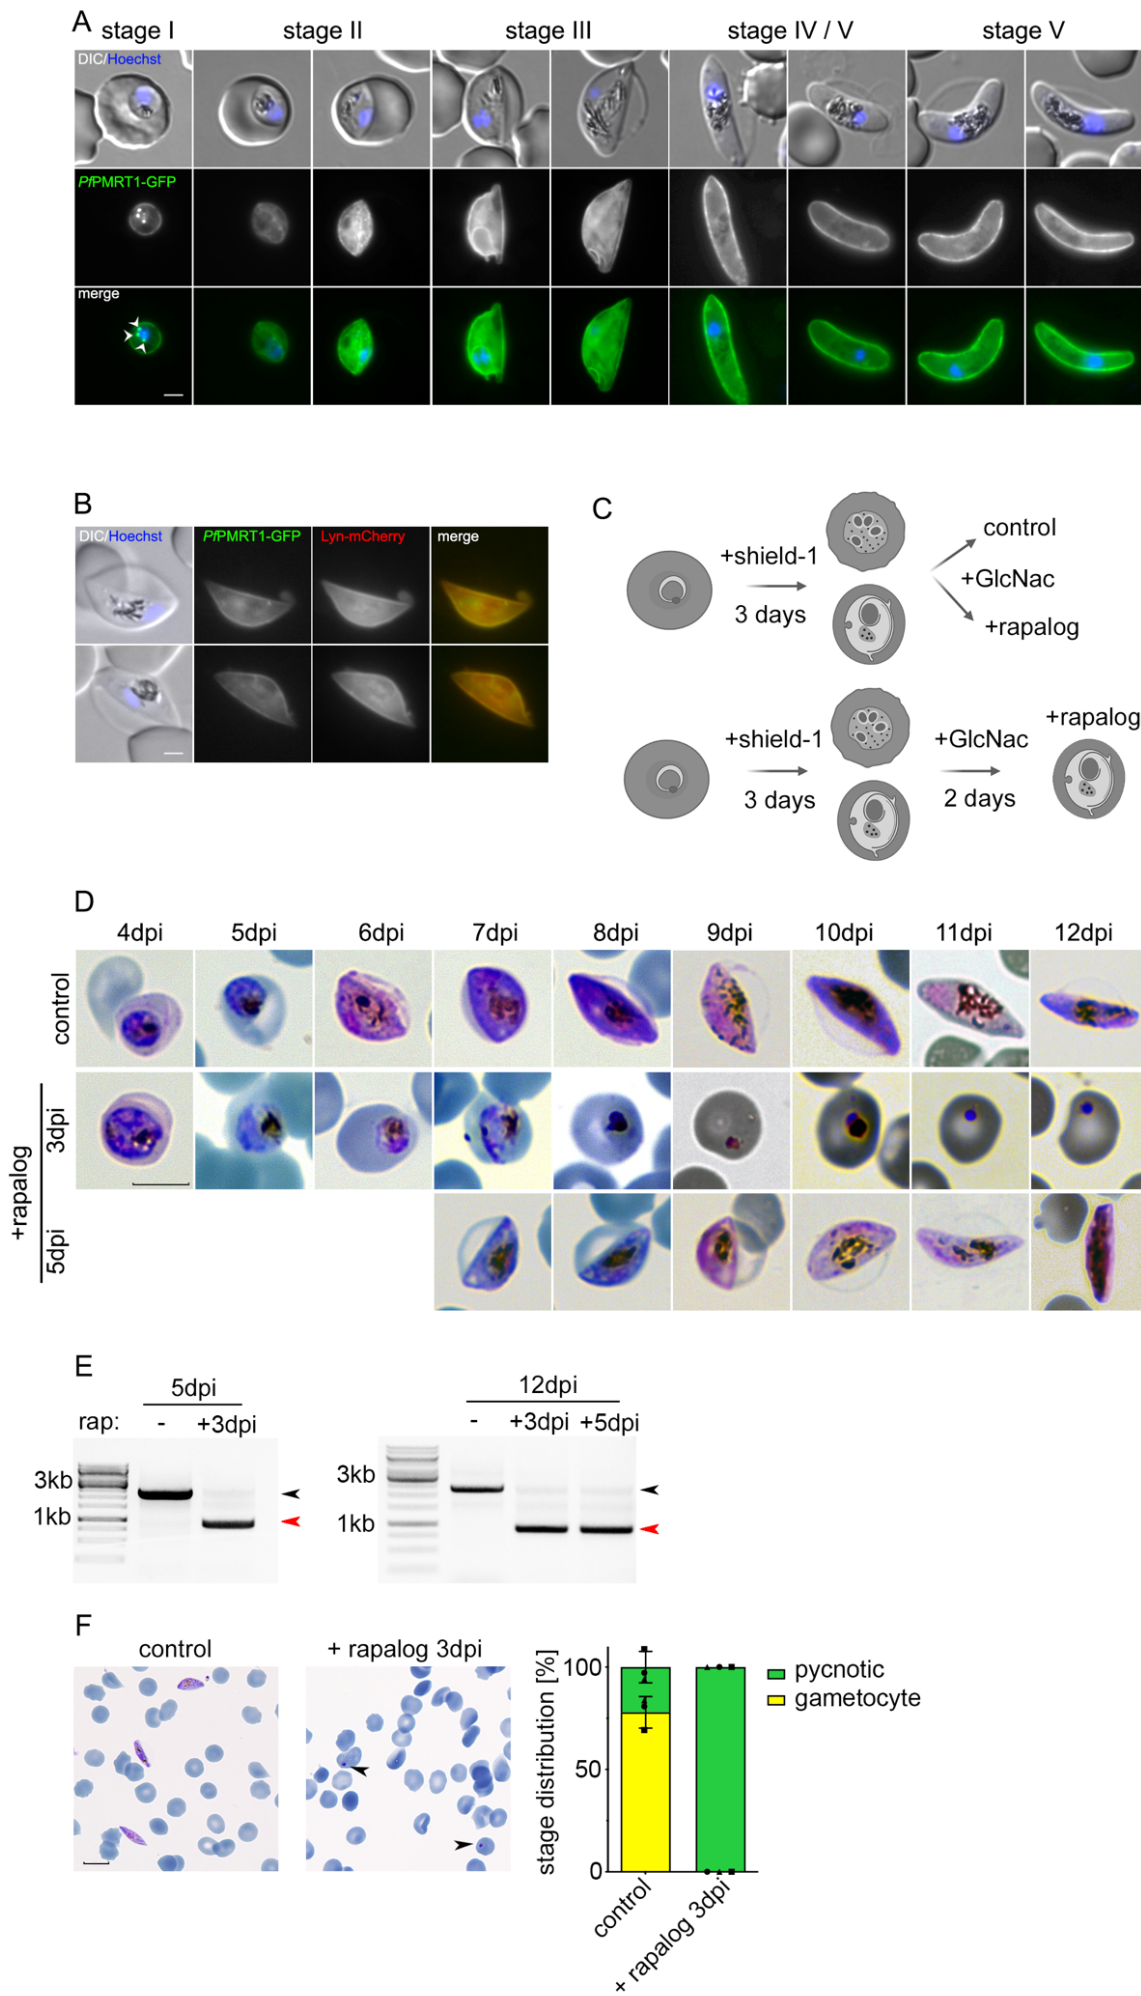 A
stage I
stage II
stage III
stage IV / V
stage V
DIC/Hoechst
PfPMRT1-GFP
merge
B
DIC/Hoechst
PfPMRT1-GFP
Lyn-mCherry
merge
C
+shield-1
3 days
control
+GlcNac
+rapalog
+shield-1
3 days
+GlcNac
2 days
+rapalog
D
4dpi
5dpi
6dpi
7dpi
8dpi
9dpi
10dpi
11dpi
12dpi
control
+rapalog
3dpi
5dpi
E
5dpi
rap:
-
+3dpi
3kb
1kb
12dpi
-
+3dpi
+5dpi
3kb
1kb
F
control
+ rapalog 3dpi
stage distribution [%]
100
50
0
control
+ rapalog 3dpi
pycnotic
gametocyte